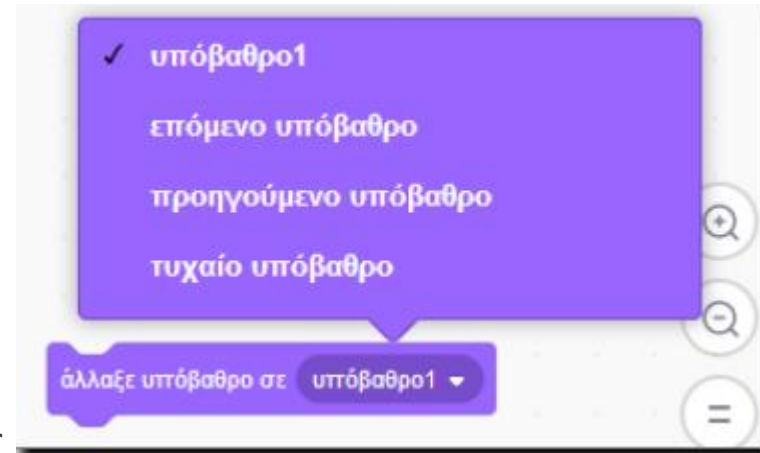 ✓ υπόβαθρο1
επόμενο υπόβαθρο
προηγούμενο υπόβαθρο
τυχαίο υπόβαθρο
άλλαξε υπόβαθρο σε υπόβαθρο1